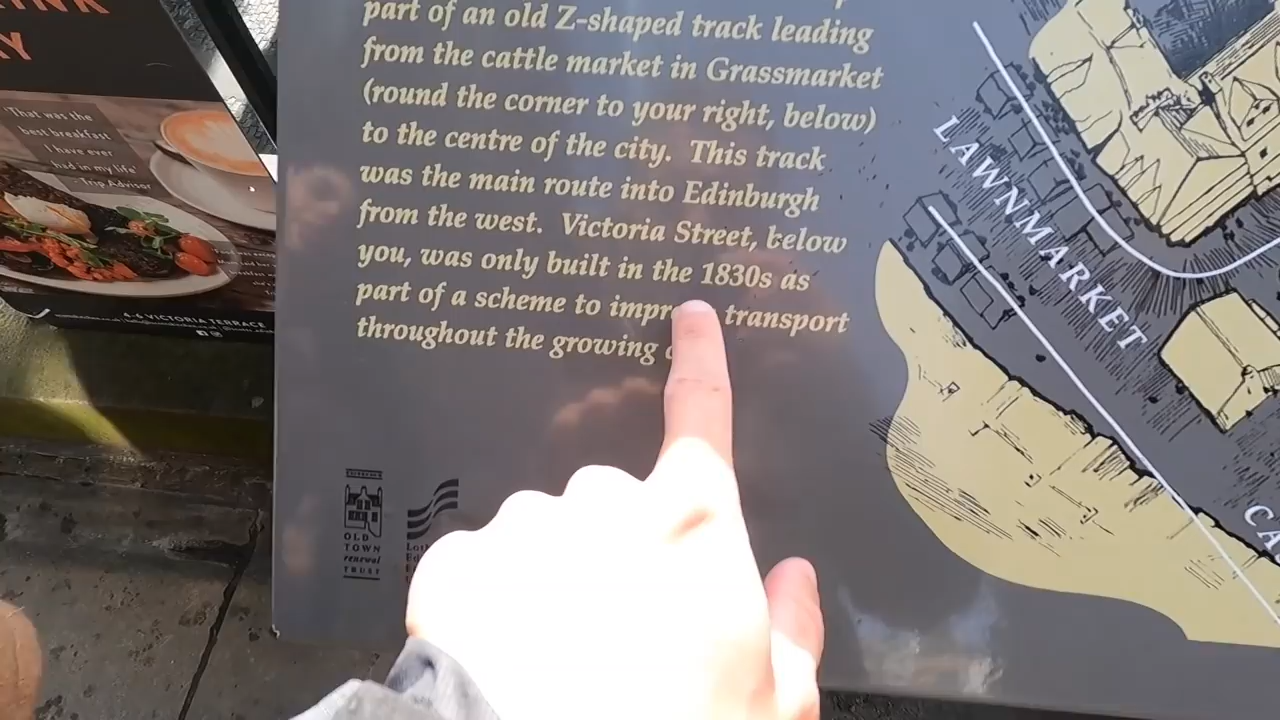 part of an old Z-shaped track leading
from the cattle market in Grassmarket
(round the corner to your right, below)
to the centre of the city. This track
was the main route into Edinburgh
from the west. Victoria Street, below
you, was only built in the 1830s as
part of a scheme to transport
throughout the growing
LAWNMARKET
'That was the
best breakfast
I have ever
had in my life'
Trip Advisor
4-6 VICTORIA TERRACE
OLD
TOWN
renewal
TRUST